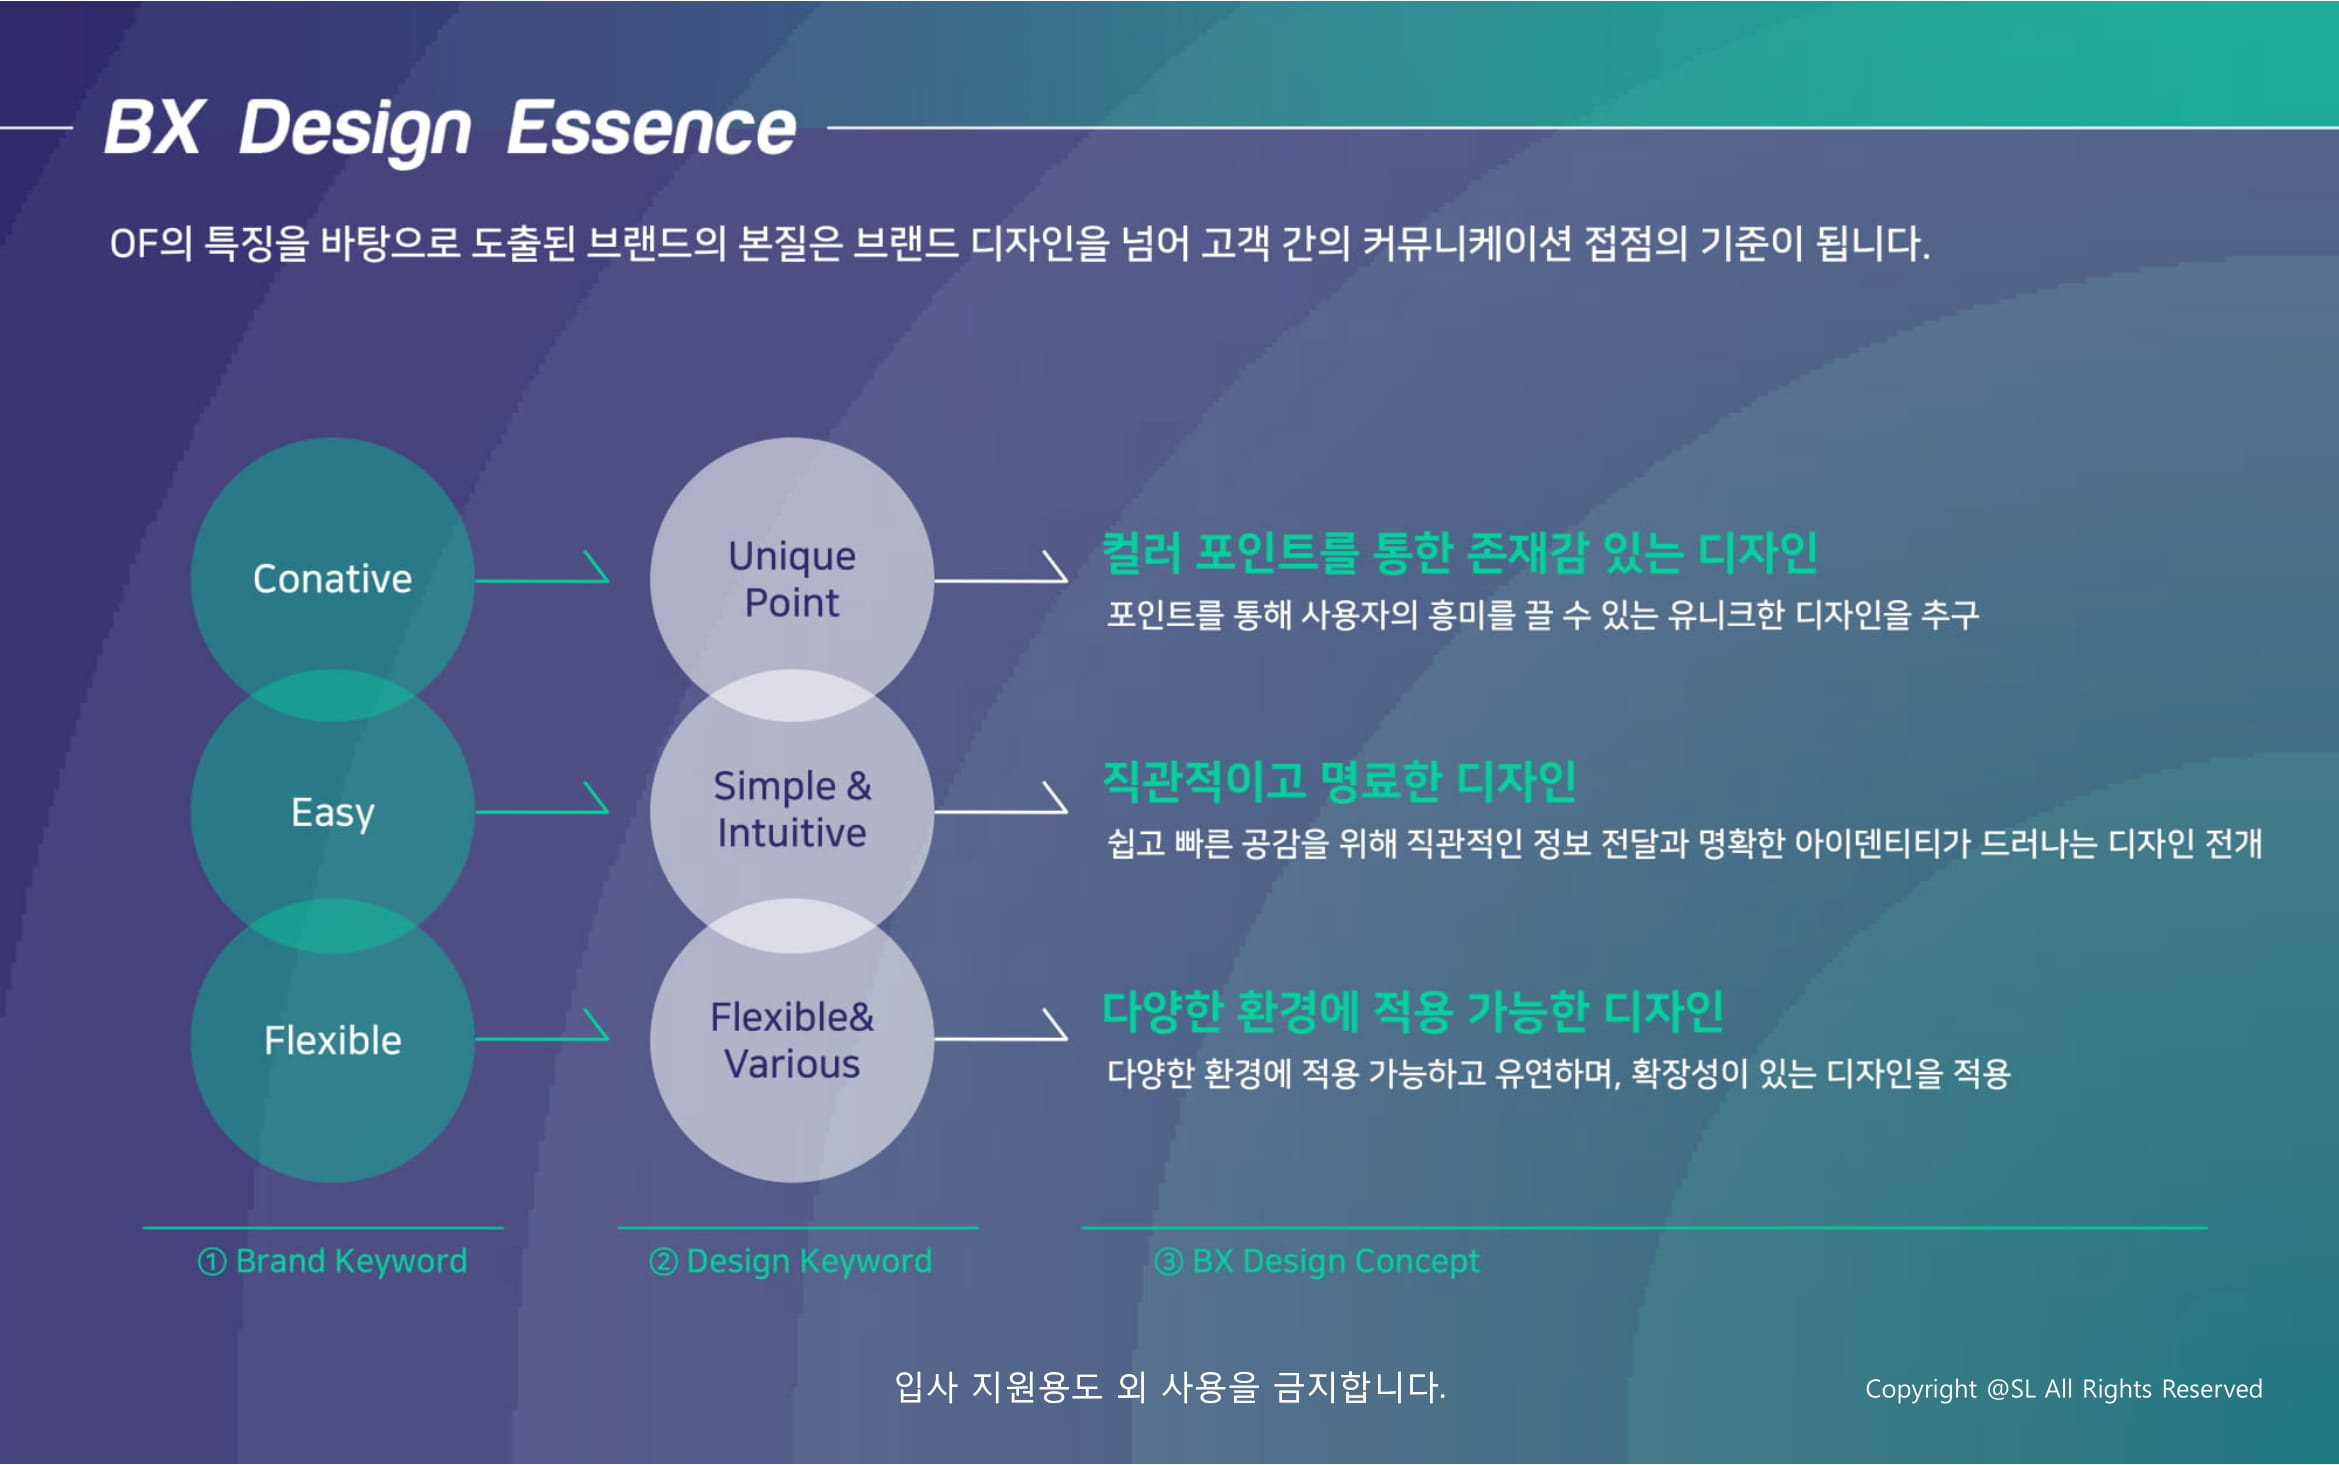 BX Design Essence
OF의 특징을 바탕으로 도출된 브랜드의 본질은 브랜드 디자인을 넘어 고객 간의 커뮤니케이션 접점의 기준이 됩니다.
Conative
Unique
Point
컬러 포인트를 통한 존재감 있는 디자인
포인트를 통해 사용자의 흥미를 끌 수 있는 유니크한 디자인을 추구
Easy
Simple &
Intuitive
직관적이고 명료한 디자인
쉽고 빠른 공감을 위해 직관적인 정보 전달과 명확한 아이덴티티가 드러나는 디자인 전개
Flexible
Flexible&
Various
다양한 환경에 적용 가능한 디자인
다양한 환경에 적용 가능하고 유연하며, 확장성이 있는 디자인을 적용
① Brand Keyword
② Design Keyword
③ BX Design Concept
입사 지원용도 외 사용을 금지합니다.
Copyright @SL All Rights Reserved